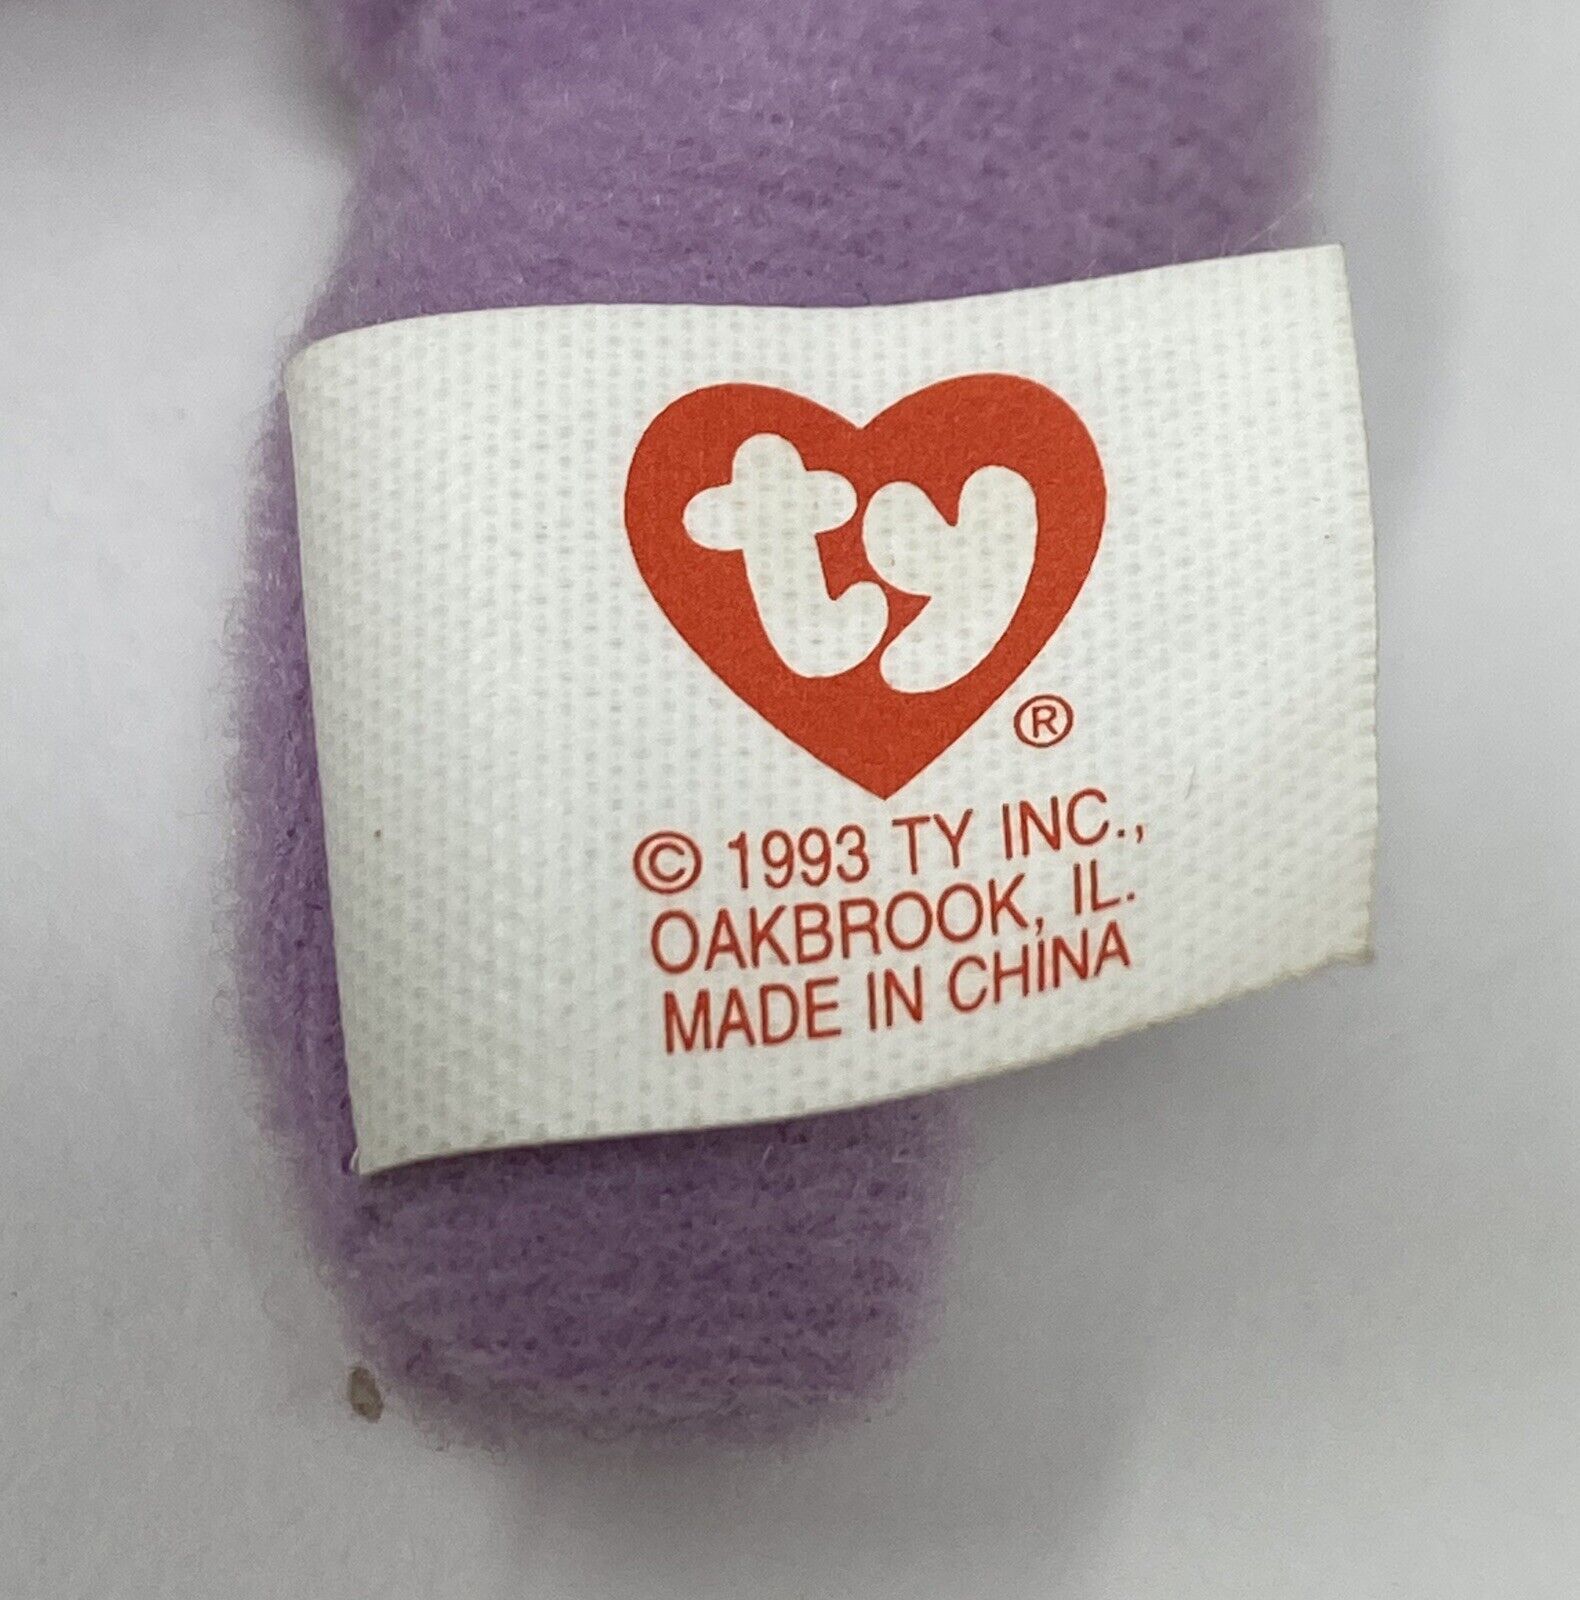 ty
®
© 1993 TY INC.,
OAKBROOK, IL.
MADE IN CHINA